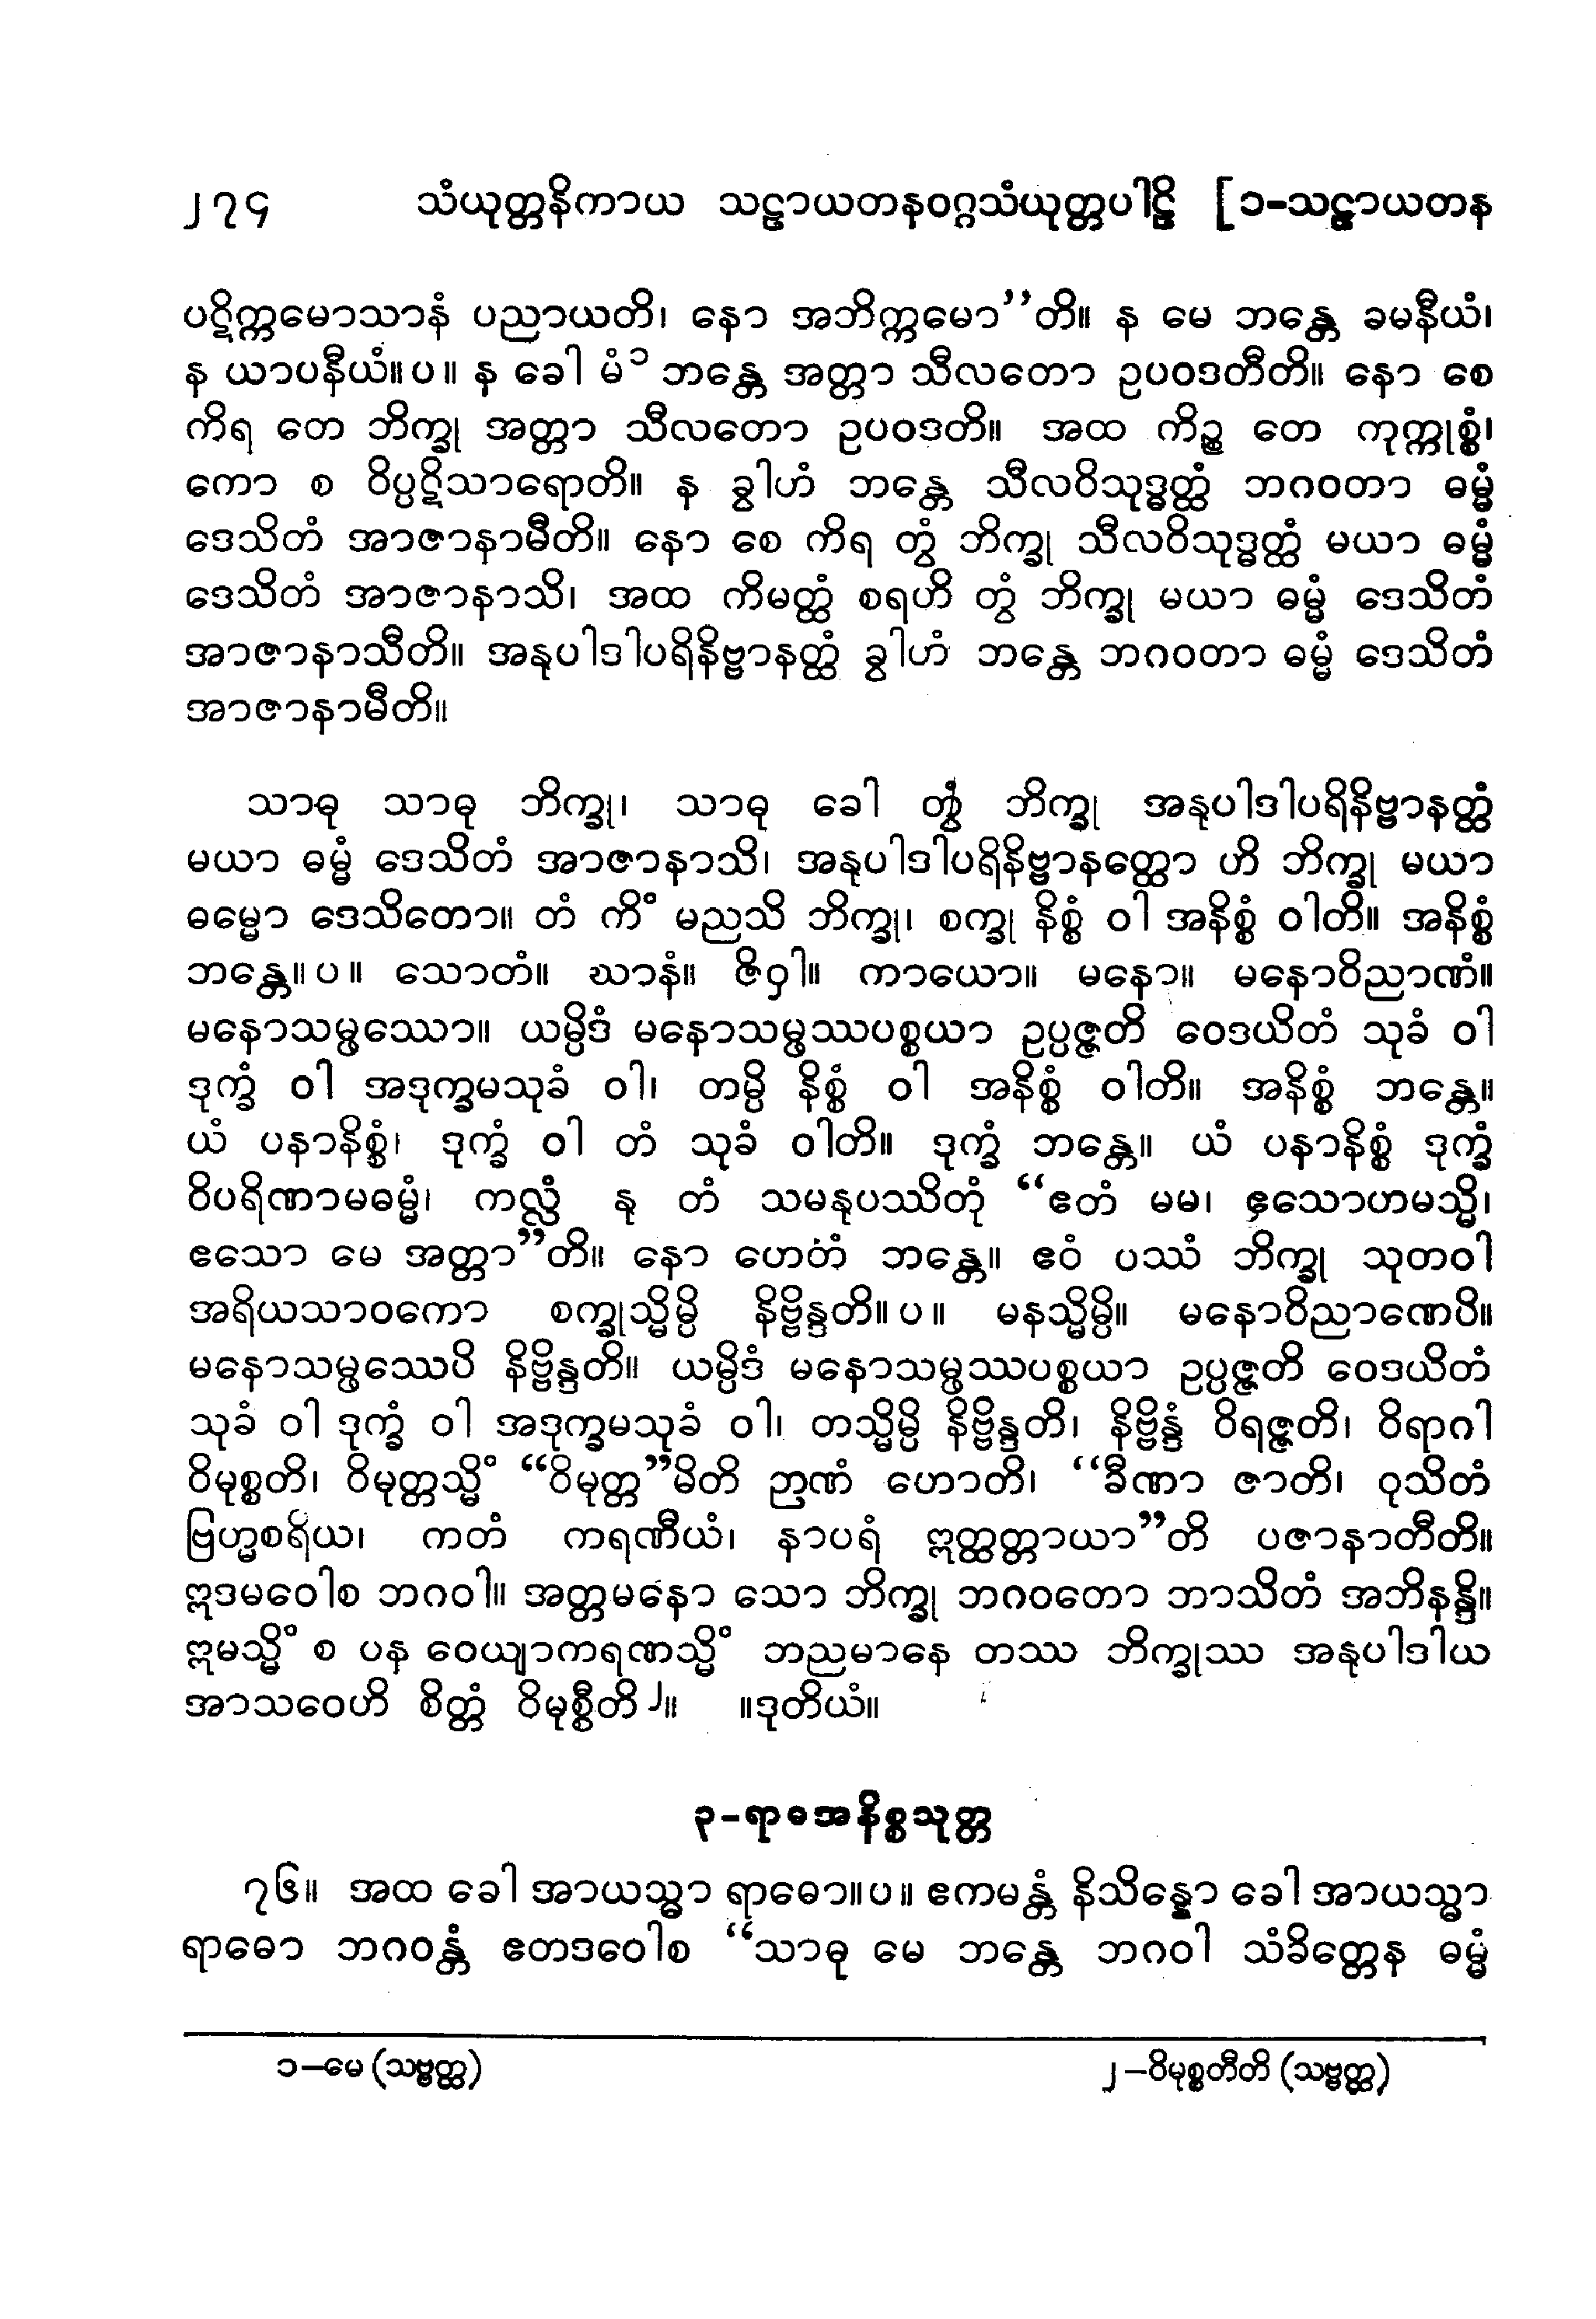 ၂၇၄ သံယုတ္တနိကာယ သဠာယတနဝဂ္ဂသံယုတ္တပါဠိ [၁-သဠာယတန
ပဋိက္ကမောသာနံ ပညာယတိ၊ နော အဘိက္ကမော”တိ။ န မေ ဘန္တေ ခမနီယံ၊
န ယာပနီယံ။ပ။ န ခေါ မံ၁ ဘန္တေ အတ္တာ သီလတော ဥပဝဒတီတိ။ နော စေ
ကိရ တေ ဘိက္ခု အတ္တာ သီလတော ဥပဝဒတိ။ အထ ကိဉ္စ တေ ကုက္ကုစ္စံ၊
ကော စ ဝိပ္ပဋိသာရောတိ။ န ခွါဟံ ဘန္တေ သီလဝိသုဒ္ဓတ္ထံ ဘဂဝတာ ဓမ္မံ
ဒေသိတံ အာဇာနာမီတိ။ နော စေ ကိရ တွံ ဘိက္ခု သီလဝိသုဒ္ဓတ္ထံ မယာ ဓမ္မံ
ဒေသိတံ အာဇာနာသိ၊ အထ ကိမတ္ထံ စရဟိ တွံ ဘိက္ခု မယာ ဓမ္မံ ဒေသိတံ
အာဇာနာသီတိ။ အနုပါဒါပရိနိဗ္ဗာနတ္ထံ ခွါဟံ ဘန္တေ ဘဂဝတာ ဓမ္မံ ဒေသိတံ
အာဇာနာမီတိ။
သာဓု သာဓု ဘိက္ခု၊ သာဓု ခေါ တွံ ဘိက္ခု အနုပါဒါပရိနိဗ္ဗာနတ္ထံ
မယာ ဓမ္မံ ဒေသိတံ အာဇာနာသိ၊ အနုပါဒါပရိနိဗ္ဗာနတ္ထော ဟိ ဘိက္ခု မယာ
ဓမ္မော ဒေသိတော။ တံ ကိံ မညသိ ဘိက္ခု၊ စက္ခု နိစ္စံ ဝါ အနိစ္စံ ဝါတိ။ အနိစ္စံ
ဘန္တေ။ပ။ သောတံ။ ဃာနံ။ ဇိဝှါ။ ကာယော။ မနော။ မနောဝိညာဏံ။
မနောသမ္ဖဿော။ ယမ္ပိဒံ မနောသမ္ဖဿပစ္စယာ ဥပ္ပဇ္ဇတိ ဝေဒယိတံ သုခံ ဝါ
ဒုက္ခံ ဝါ အဒုက္ခမသုခံ ဝါ၊ တမ္ပိ နိစ္စံ ဝါ အနိစ္စံ ဝါတိ။ အနိစ္စံ ဘန္တေ။
ယံ ပနာနိစ္စံ၊ ဒုက္ခံ ဝါ တံ သုခံ ဝါတိ။ ဒုက္ခံ ဘန္တေ။ ယံ ပနာနိစ္စံ ဒုက္ခံ
ဝိပရိဏာမဓမ္မံ၊ ကလ္လံ နု တံ သမနုပဿိတုံ “ဧတံ မမ၊ ဧသောဟမသ္မိ၊
ဧသော မေ အတ္တာ”တိ။ နော ဟေတံ ဘန္တေ။ ဧဝံ ပဿံ ဘိက္ခု သုတဝါ
အရိယသာဝကော စက္ခုသ္မိမ္ပိ နိဗ္ဗိန္ဒတိ။ပ။ မနသ္မိမ္ပိ။ မနောဝိညာဏေပိ။
မနောသမ္ဖဿေပိ နိဗ္ဗိန္ဒတိ။ ယမ္ပိဒံ မနောသမ္ဖဿပစ္စယာ ဥပ္ပဇ္ဇတိ ဝေဒယိတံ
သုခံ ဝါ ဒုက္ခံ ဝါ အဒုက္ခမသုခံ ဝါ၊ တသ္မိမ္ပိ နိဗ္ဗိန္ဒတိ၊ နိဗ္ဗိန္ဒံ ဝိရဇ္ဇတိ၊ ဝိရာဂါ
ဝိမုစ္စတိ၊ ဝိမုတ္တသ္မိံ “ဝိမုတ္တ”မိတိ ဉာဏံ ဟောတိ၊ “ခီဏာ ဇာတိ၊ ဝုသိတံ
ဗြဟ္မစရိယ၊ ကတံ ကရဏီယံ၊ နာပရံ ဣတ္ထတ္တာယာ”တိ ပဇာနာတီတိ။
ဣဒမဝေါစ ဘဂဝါ။ အတ္တမနော သော ဘိက္ခု ဘဂဝတော ဘာသိတံ အဘိနန္ဒိ။
ဣမသ္မိံ စ ပန ဝေယျာကရဏသ္မိံ ဘညမာနေ တဿ ဘိက္ခုဿ အနုပါဒါယ
အာသဝေဟိ စိတ္တံ ဝိမုစ္စီတိ၂။ ။ဒုတိယံ။
၃-ရာဓအနိစ္စသုတ္တ
၇၆။ အထ ခေါ အာယသ္မာ ရာဓော။ပ။ ဧကမန္တံ နိသိန္နော ခေါ အာယသ္မာ
ရာဓော ဘဂဝန္တံ ဧတဒဝေါစ “သာဓု မေ ဘန္တေ ဘဂဝါ သံခိတ္တေန ဓမ္မံ
၁–မေ (သဗ္ဗတ္ထ) ၂–ဝိမုစ္စတီတိ (သဗ္ဗတ္ထ)